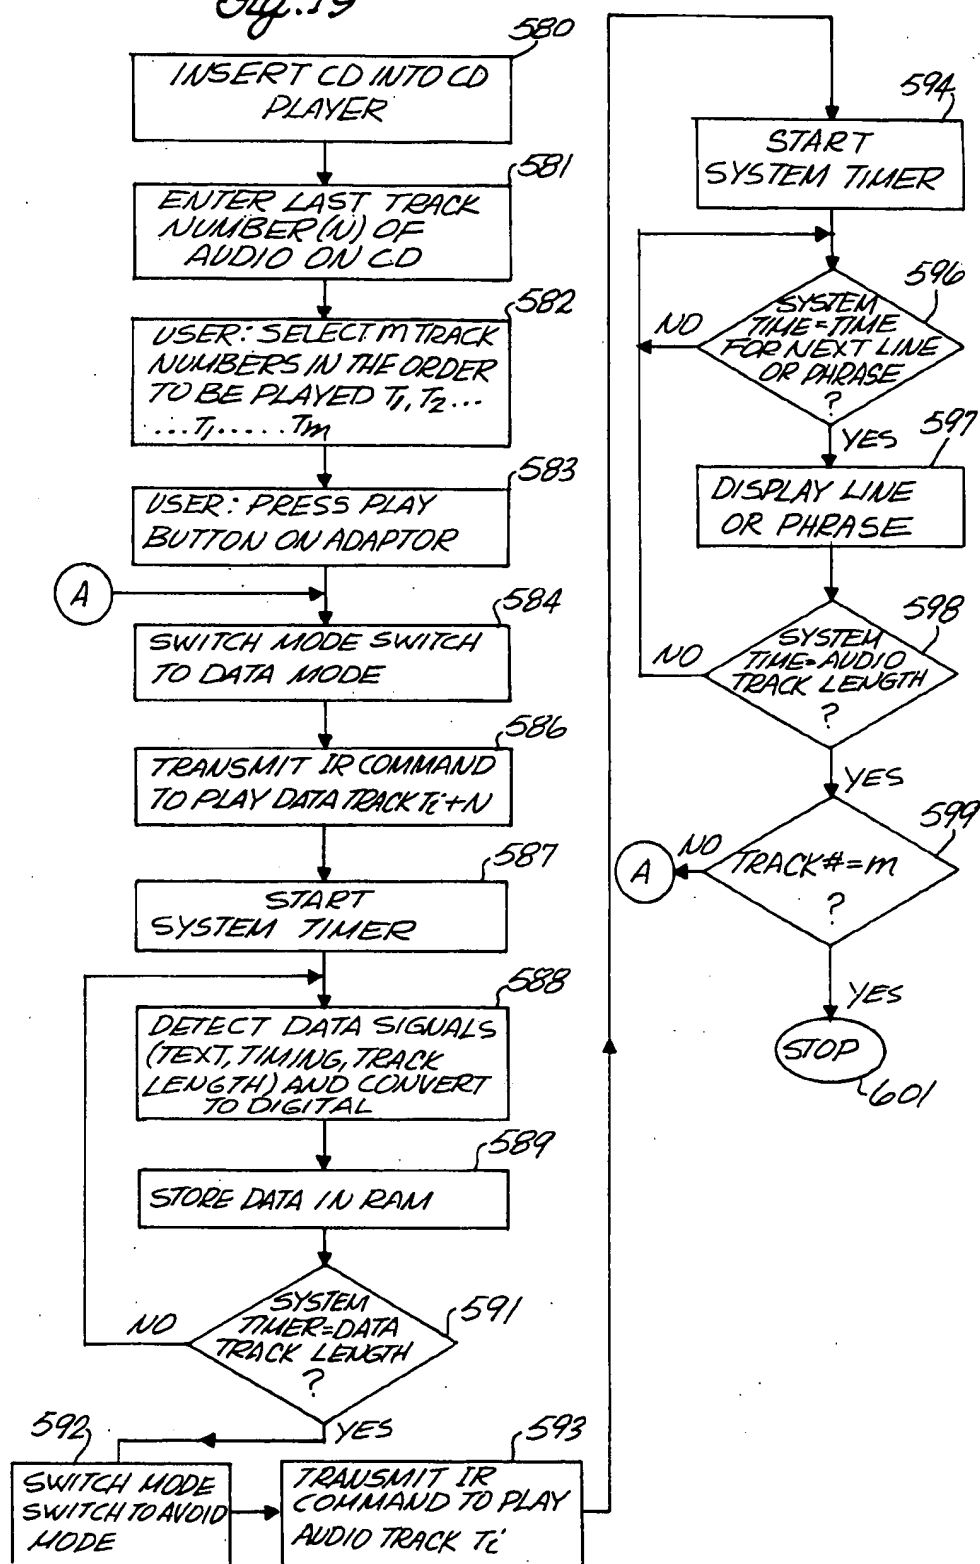 Fig. 19
580
INSERT CD INTO CD
PLAYER
581
ENTER LAST TRACK
NUMBER (N) OF
AUDIO ON CD
582
USER: SELECT M TRACK
NUMBERS IN THE ORDER
TO BE PLAYED T1, T2...
...T1.....Tm
583
USER: PRESS PLAY
BUTTON ON ADAPTOR
A
584
SWITCH MODE SWITCH
TO DATA MODE
586
TRANSMIT IR COMMAND
TO PLAY DATA TRACK Ti+N
587
START
SYSTEM TIMER
588
DETECT DATA SIGNALS
(TEXT, TIMING, TRACK
LENGTH) AND CONVERT
TO DIGITAL
589
STORE DATA IN RAM
591
SYSTEM
TIMER=DATA
TRACK LENGTH
?
NO
YES
592
SWITCH MODE
SWITCH TO AUDIO
MODE
593
TRANSMIT IR
COMMAND TO PLAY
AUDIO TRACK Ti
594
START
SYSTEM TIMER
596
SYSTEM
TIME=TIME
FOR NEXT LINE
OR PHRASE
?
NO
YES
597
DISPLAY LINE
OR PHRASE
598
SYSTEM
TIME=AUDIO
TRACK LENGTH
?
NO
YES
599
TRACK#=M
?
NO
A
YES
STOP
601